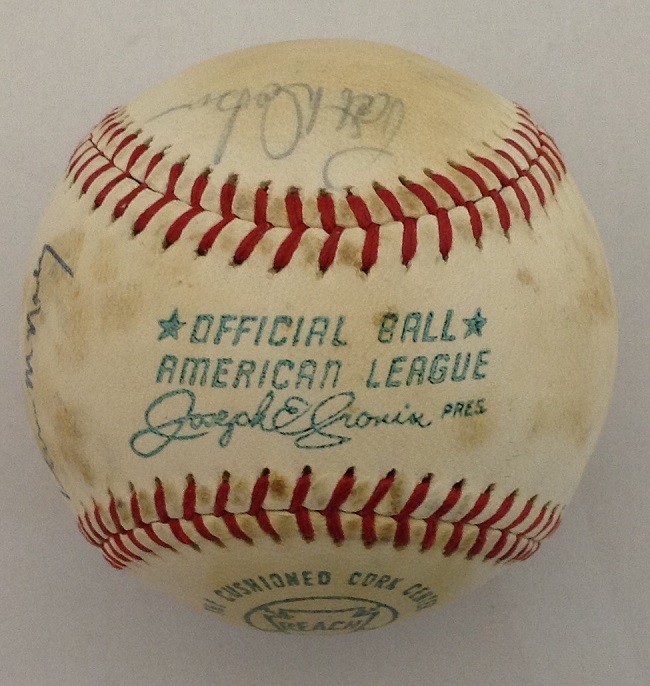 ★ OFFICIAL BALL ★
AMERICAN LEAGUE
Joseph E Cronin PRES.
CUSHIONED CORK CENTER
REACH